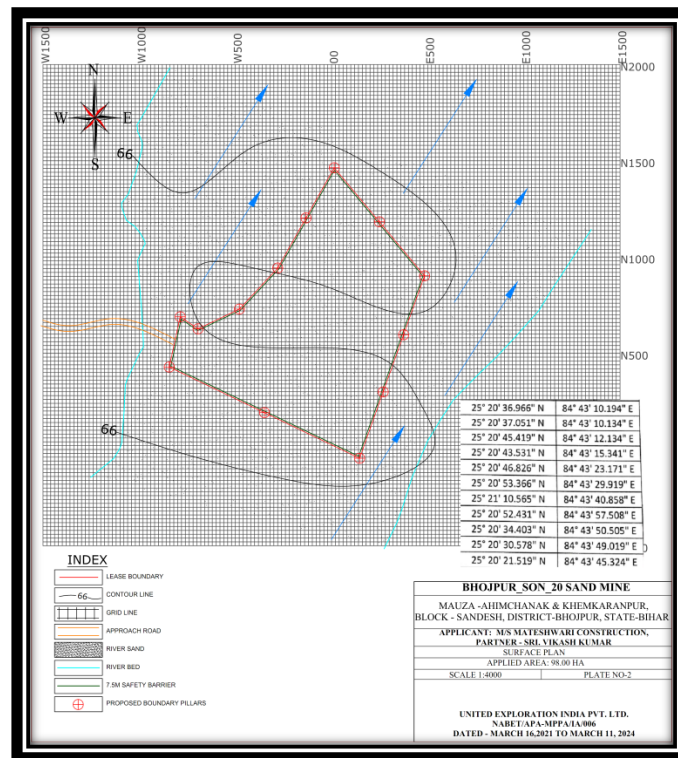 W1500 W1000 W500 00 E500 E1000 E1500
N2000
N
W E
S
66
N1500
N1000
N500
66
25° 20' 36.966" N 84° 43' 10.194" E
25° 20' 37.051" N 84° 43' 10.134" E
25° 20' 45.419" N 84° 43' 12.134" E
25° 20' 43.531" N 84° 43' 15.341" E
25° 20' 46.826" N 84° 43' 23.171" E
25° 20' 53.366" N 84° 43' 29.919" E
25° 21' 10.565" N 84° 43' 40.858" E
25° 20' 52.431" N 84° 43' 57.508" E
25° 20' 34.403" N 84° 43' 50.505" E
25° 20' 30.578" N 84° 43' 49.019" E
25° 20' 21.519" N 84° 43' 45.324" E
INDEX
LEASE BOUNDARY
66 CONTOUR LINE
GRID LINE
APPROACH ROAD
RIVER SAND
RIVER BED
7.5M SAFETY BARRIER
PROPOSED BOUNDARY PILLARS
BHOJPUR_SON_20 SAND MINE
MAUZA -AHIMCHANAK & KHEMKARANPUR,
BLOCK - SANDESH, DISTRICT-BHOJPUR, STATE-BIHAR
APPLICANT: M/S MATESHWARI CONSTRUCTION,
PARTNER - SRI. VIKASH KUMAR
SURFACE PLAN
APPLIED AREA: 98.00 HA
SCALE 1:4000 PLATE NO-2
UNITED EXPLORATION INDIA PVT. LTD.
NABET/APA-MPPA/IA/006
DATED - MARCH 16,2021 TO MARCH 11, 2024